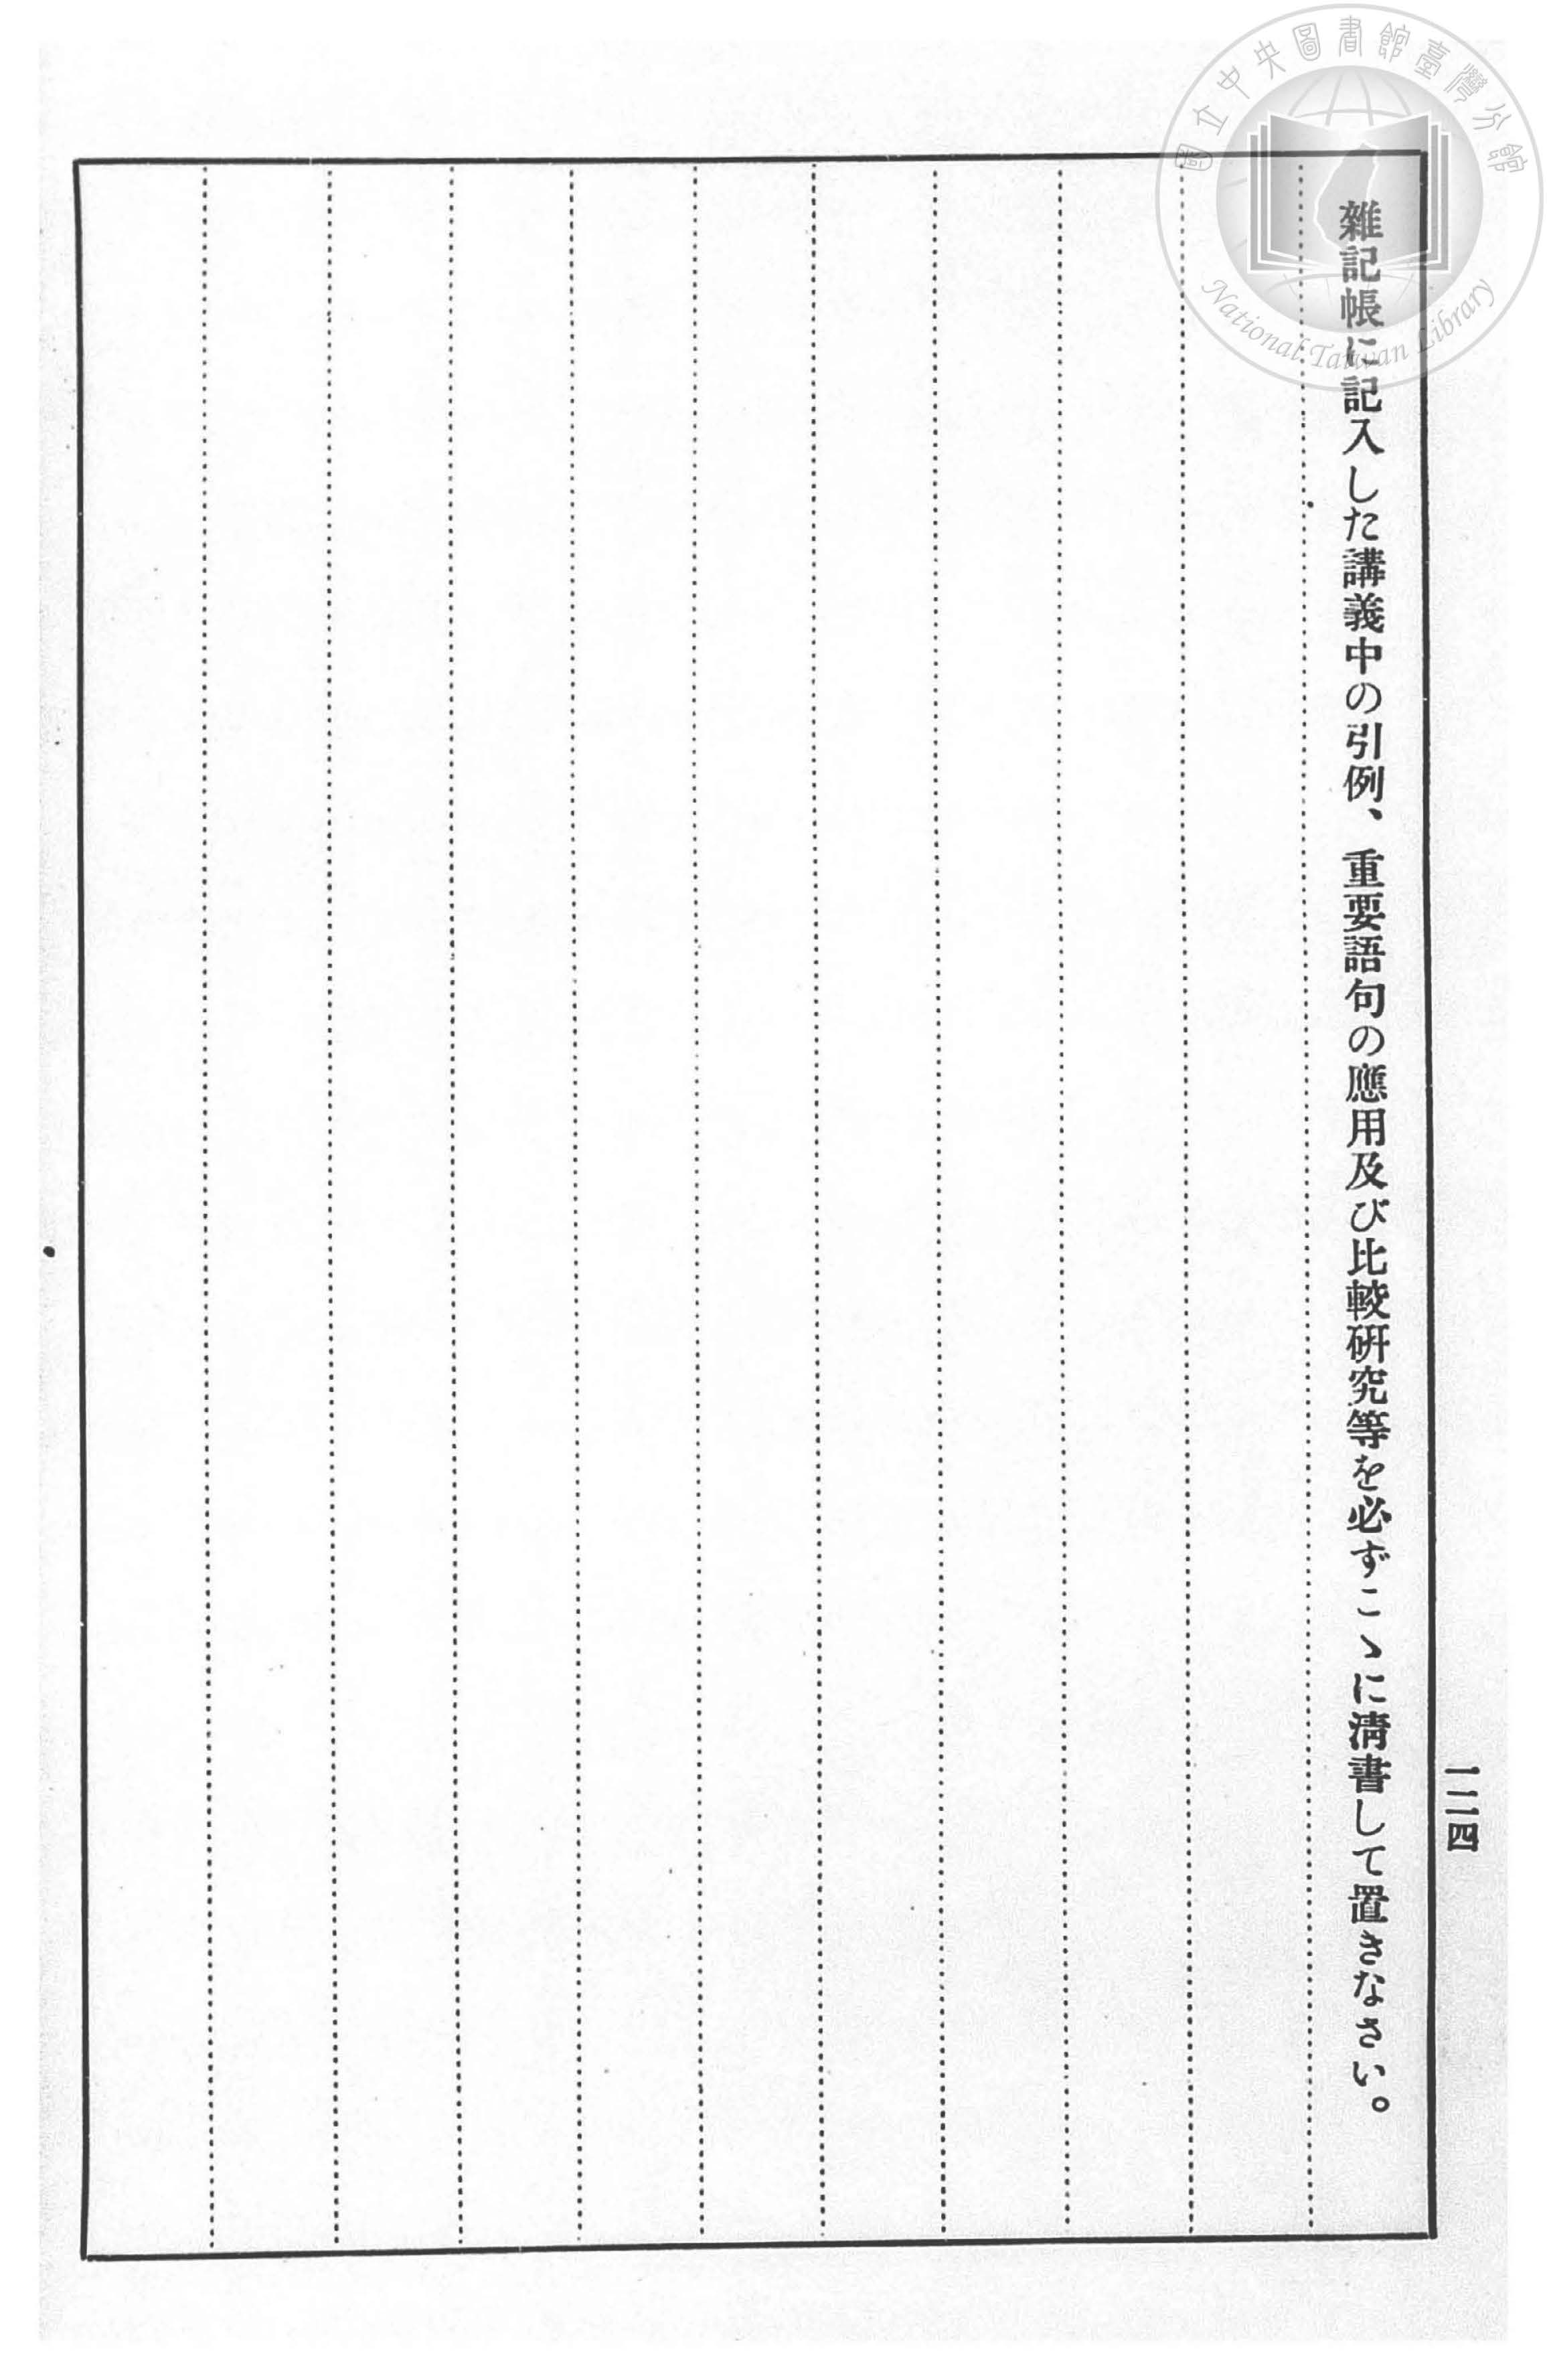 國立中央圖書館臺灣分館
National Taiwan Library
雜記帳に記入した講義中の引例、重要語句の應用及び比較硏究等を必ずこゝに淸書して置きなさい。
一二四